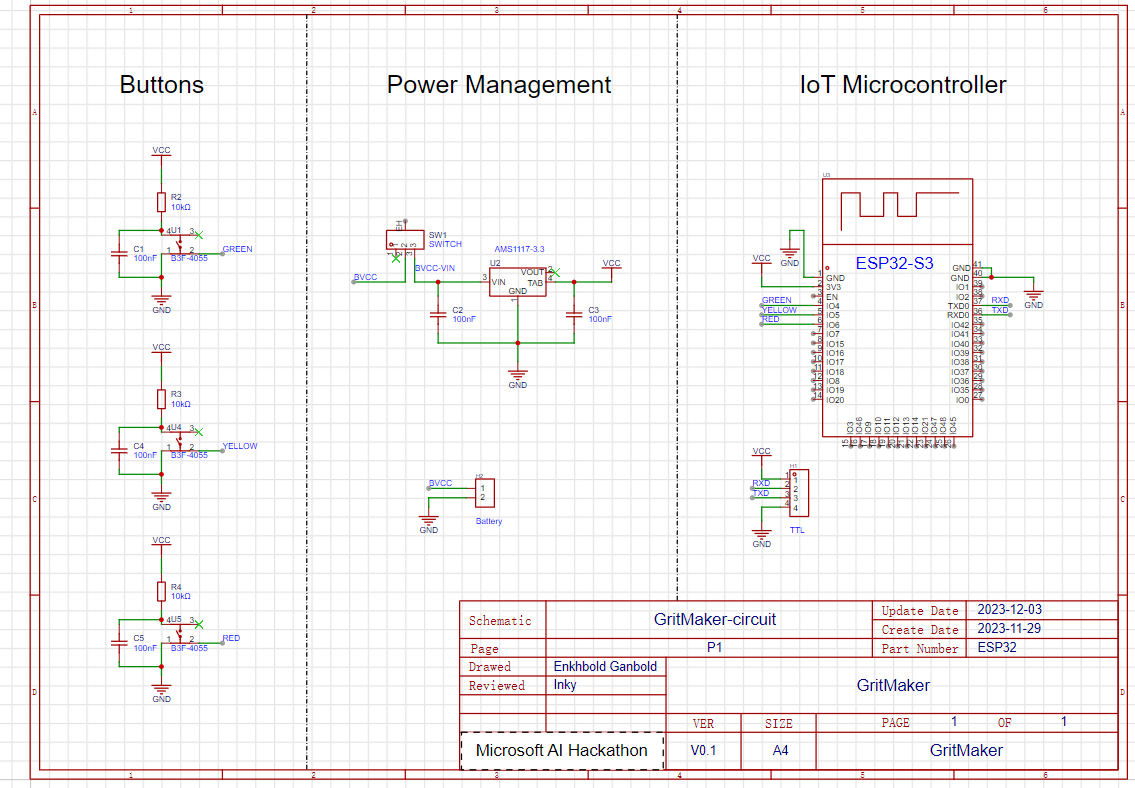 1
2
3
4
5
6
A
B
C
D
Buttons
VCC
R2
10kΩ
4 U1 3
1 2
B3F-4055
C1
100nF
GREEN
GND
VCC
R3
10kΩ
4 U4 3
1 2
B3F-4055
C4
100nF
YELLOW
GND
VCC
R4
10kΩ
4 U5 3
1 2
B3F-4055
C5
100nF
RED
GND
Power Management
EH
SW1
SWITCH
1 2 3
BVCC
BVCC-VIN
AMS1117-3.3
U2
3 VIN
VOUT 2
TAB 4
GND
1
VCC
C2
100nF
C3
100nF
GND
BVCC
H2
1
2
Battery
GND
IoT Microcontroller
U3
ESP32-S3
GND
VCC
GREEN
YELLOW
RED
1 GND
2 3V3
3 EN
4 IO4
5 IO5
6 IO6
7 IO7
8 IO15
9 IO16
10 IO17
11 IO18
12 IO8
13 IO19
14 IO20
IO3 IO46 IO9 IO10 IO11 IO12 IO13 IO14 IO21 IO47 IO48 IO45
15 16 17 18 19 20 21 22 23 24 25 26
GND 41
GND 40
IO1 39
IO2 38
TXD0 37
RXD0 36
IO42 35
IO41 34
IO40 33
IO39 32
IO38 31
IO37 30
IO36 29
IO35 28
IO0 27
RXD
TXD
GND
VCC
RXD
TXD
H1
1 1
2 2
3 3
4 4
TTL
GND
Schematic
GritMaker-circuit
Update Date 2023-12-03
Create Date 2023-11-29
Page P1
Part Number ESP32
Drawed Enkhbold Ganbold
Reviewed Inky
GritMaker
VER SIZE PAGE 1 OF 1
Microsoft AI Hackathon V0.1 A4 GritMaker
1
2
3
4
5
6
A
B
C
D